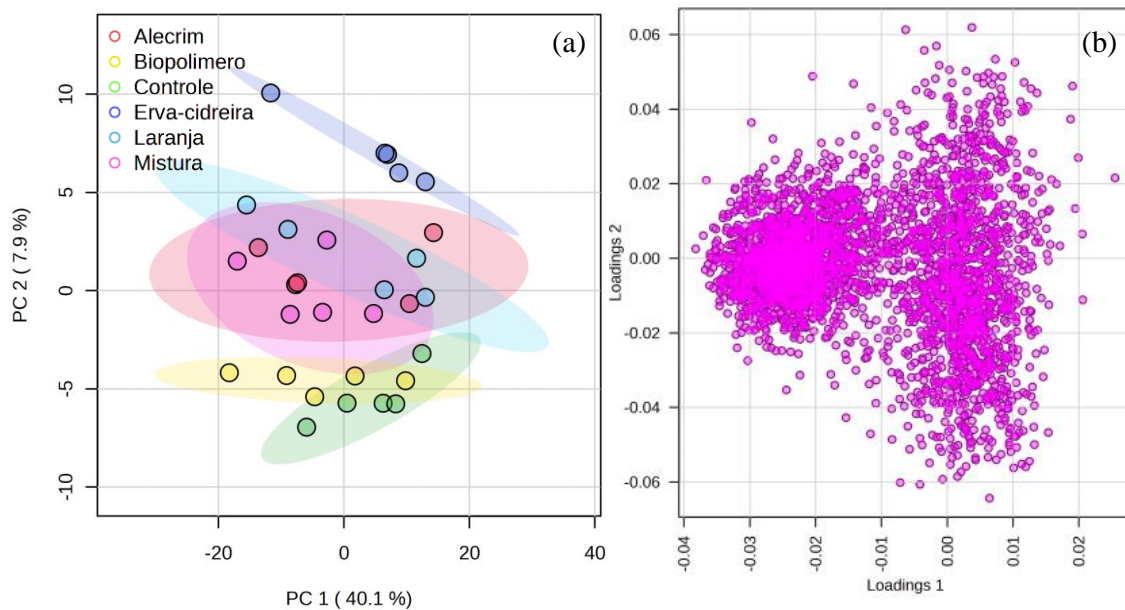 (a)
Alecrim
Biopolimero
Controle
Erva-cidreira
Laranja
Mistura
10
5
0
-5
-10
PC 2 ( 7.9 %)
-20
0
20
40
PC 1 ( 40.1 %)
(b)
0.06
0.04
0.02
0.00
-0.02
-0.04
-0.06
Loadings 2
-0.04
-0.03
-0.02
-0.01
0.00
0.01
0.02
Loadings 1